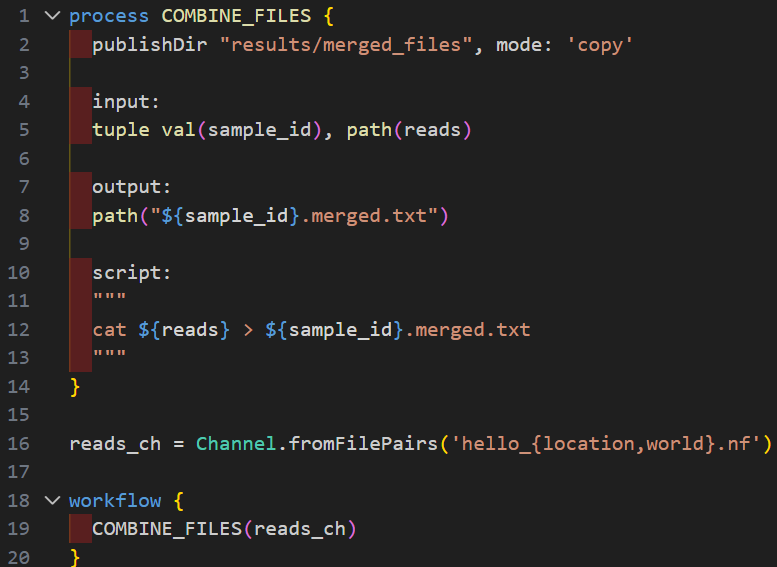 1 process COMBINE_FILES {
2 publishDir "results/merged_files", mode: 'copy'
3
4 input:
5 tuple val(sample_id), path(reads)
6
7 output:
8 path("${sample_id}.merged.txt")
9
10 script:
11 """
12 cat ${reads} > ${sample_id}.merged.txt
13 """
14 }
15
16 reads_ch = Channel.fromFilePairs('hello_{location,world}.nf')
17
18 workflow {
19 COMBINE_FILES(reads_ch)
20 }